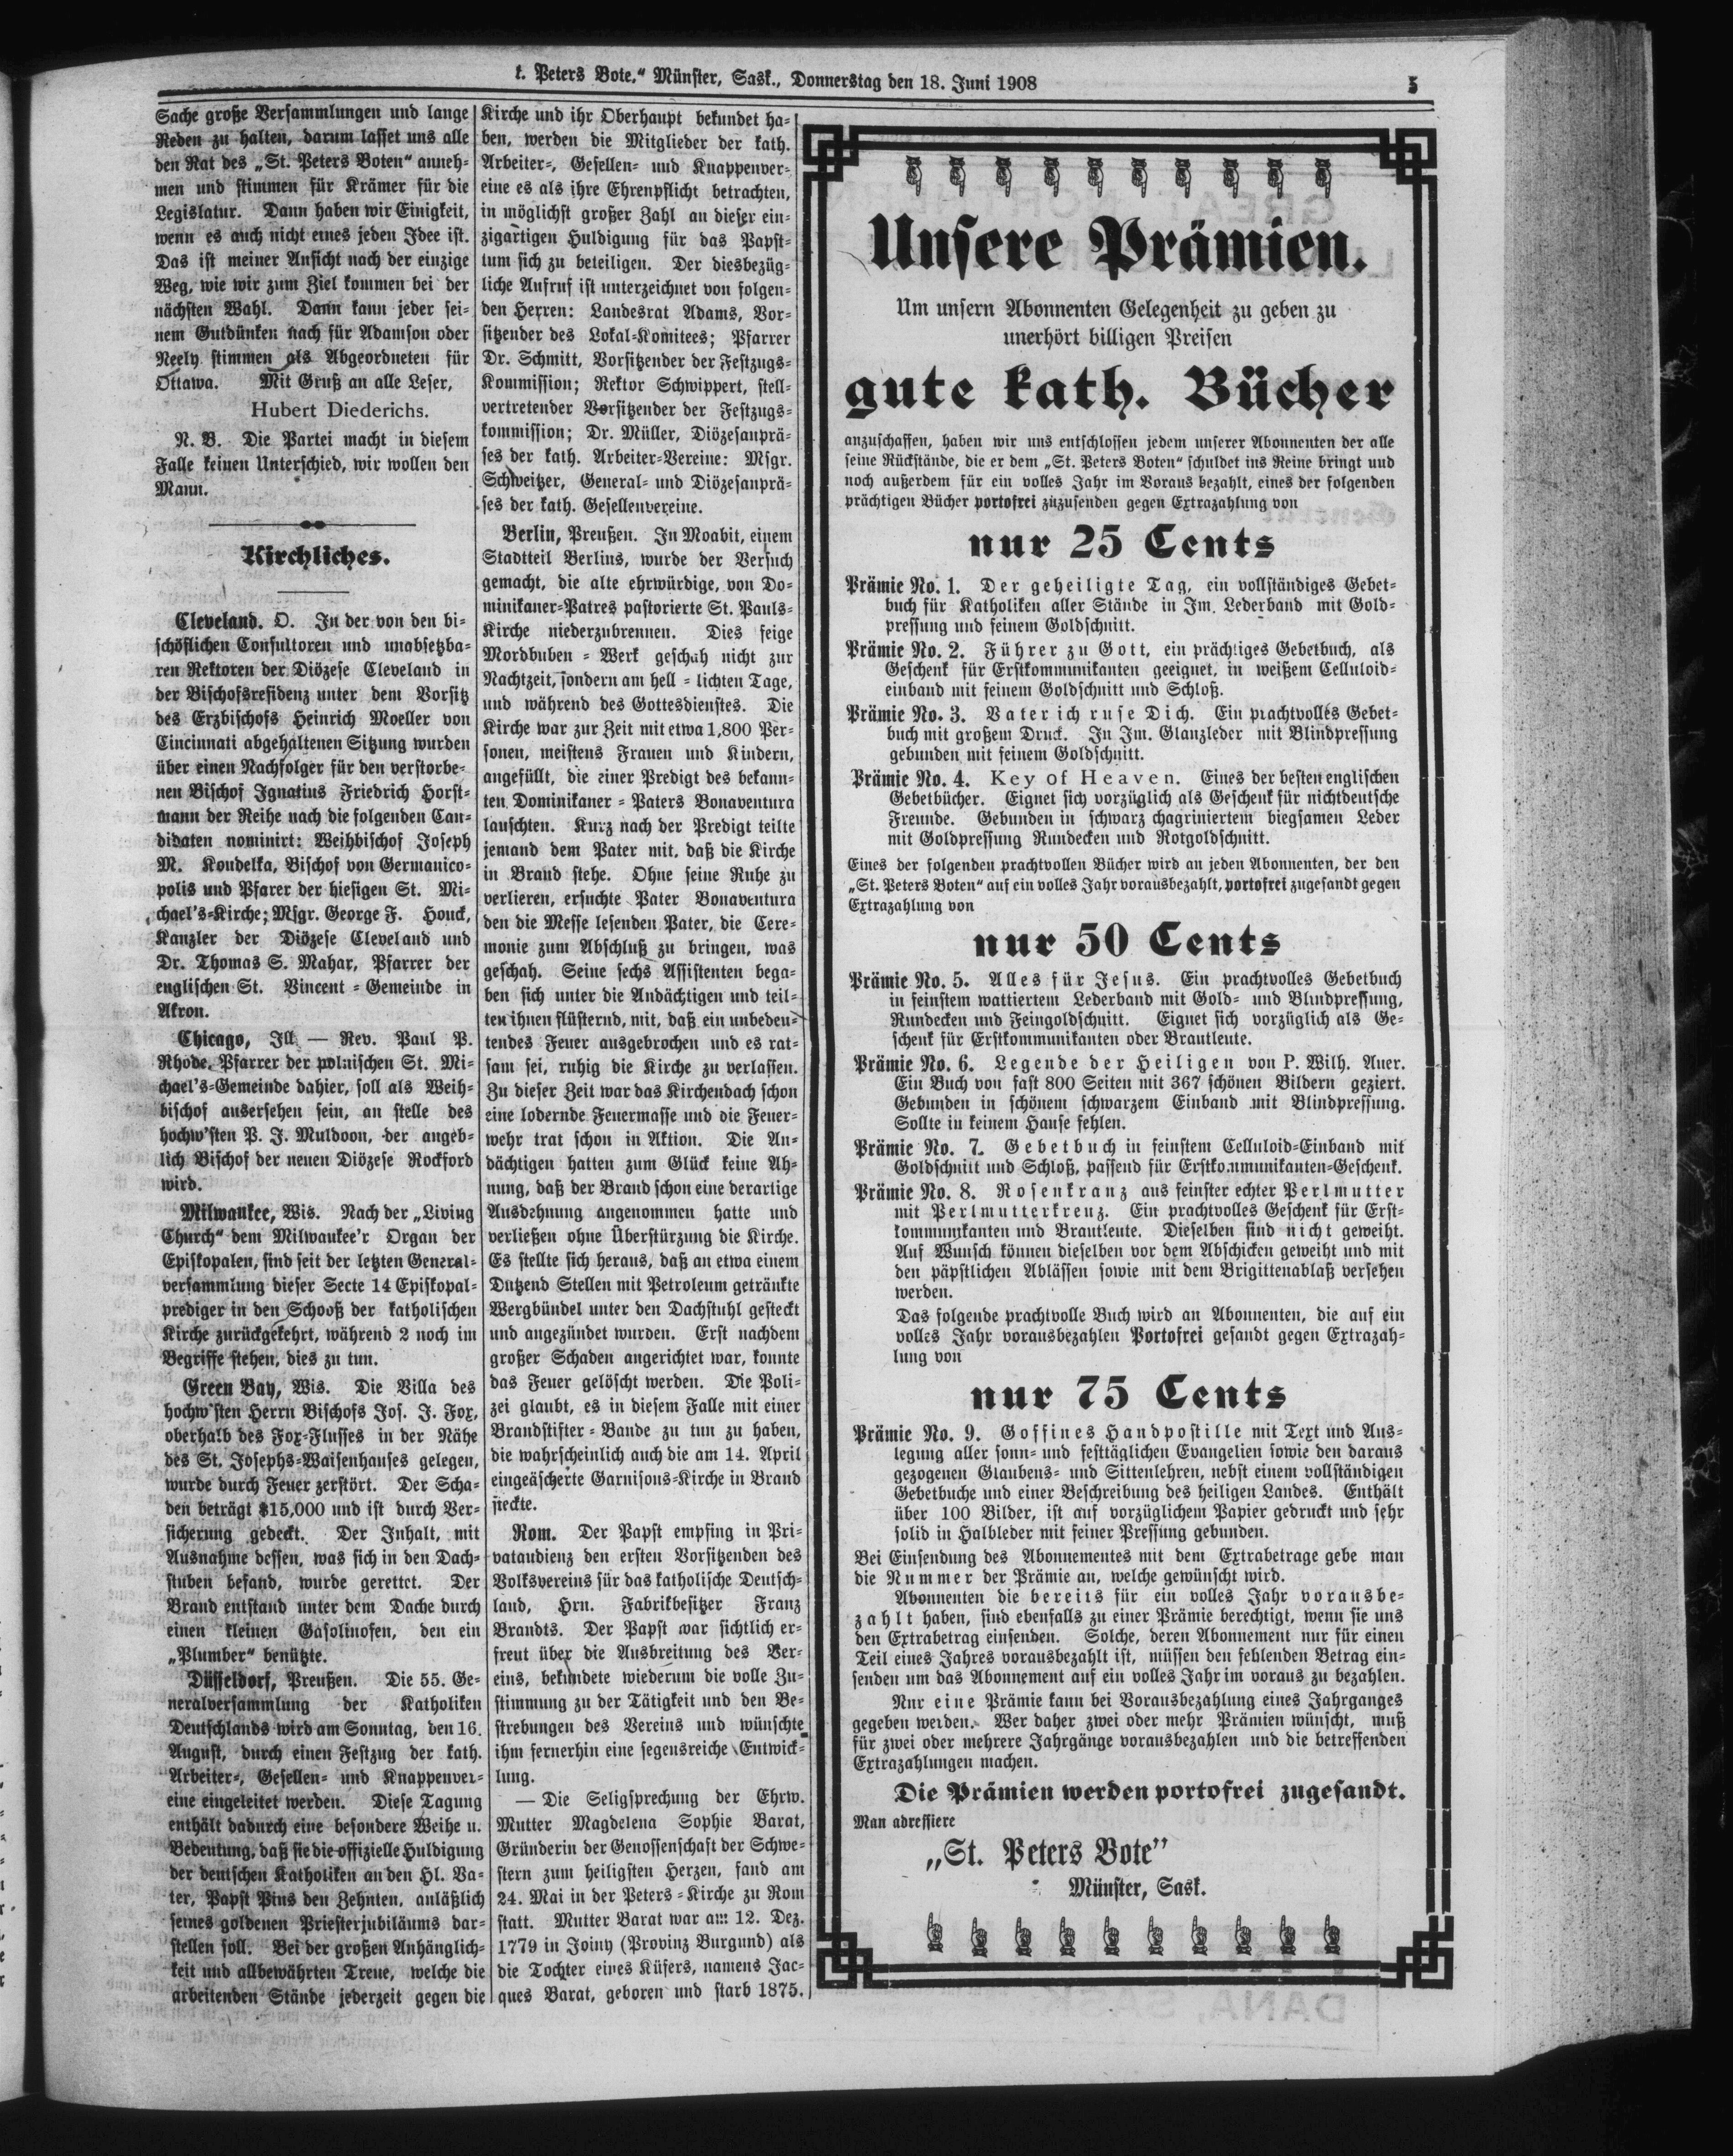 t. Peters Bote," Münster, Sask., Donnerstag den 18. Juni 1908
5
Sache große Versammlungen und lange
Reden zu halten, darum lasset uns alle
den Rat des „St. Peters Boten“ anneh-
men und stimmen für Krämer für die
Legislatur. Dann haben wir Einigkeit,
wenn es auch nicht eines jeden Idee ist.
Das ist meiner Ansicht nach der einzige
Weg, wie wir zum Ziel kommen bei der
nächsten Wahl. Dann kann jeder sei-
nem Gutdünken nach für Adamson oder
Neely stimmen als Abgeordneten für
Ottawa. Mit Gruß an alle Leser,
Hubert Diederichs.
N. B. Die Partei macht in diesem
Falle keinen Unterschied, wir wollen den
Mann.
Kirchliches.
Cleveland. O. In der von den bi-
schöflichen Consultoren und unabsetzba-
ren Rektoren der Diözese Cleveland in
der Bischofsresidenz unter dem Vorsitz
des Erzbischofs Heinrich Moeller von
Cincinnati abgehaltenen Sitzung wurden
über einen Nachfolger für den verstorbe-
nen Bischof Ignatius Friedrich Horst-
mann der Reihe nach die folgenden Can-
didaten nominirt: Weihbischof Joseph
M. Koudelka, Bischof von Germanico-
polis und Pfarer der hiesigen St. Mi-
chael's-Kirche; Msgr. George F. Houck,
Kanzler der Diözese Cleveland und
Dr. Thomas S. Mahar, Pfarrer der
englischen St. Vincent - Gemeinde in
Akron.
Chicago, Ill. — Rev. Paul P.
Rhode, Pfarrer der polnischen St. Mi-
chael's-Gemeinde dahier, soll als Weih-
bischof ausersehen sein, an stelle des
hochw'sten P. J. Muldoon, der angeb-
lich Bischof der neuen Diözese Rockford
wird.
Milwaukee, Wis. Nach der „Living
Church“ dem Milwaukee'r Organ der
Episkopalen, sind seit der letzten General-
versammlung dieser Secte 14 Episkopal-
prediger in den Schooß der katholischen
Kirche zurückgekehrt, während 2 noch im
Begriffe stehen, dies zu tun.
Green Bay, Wis. Die Villa des
hochw'sten Herrn Bischofs Jos. J. Fox,
oberhalb des Fox-Flusses in der Nähe
des St. Josephs-Waisenhauses gelegen,
wurde durch Feuer zerstört. Der Scha-
den beträgt $15,000 und ist durch Ver-
sicherung gedeckt. Der Inhalt, mit
Ausnahme dessen, was sich in den Dach-
stuben befand, wurde gerettet. Der
Brand entstand unter dem Dache durch
einen kleinen Gasolinofen, den ein
„Plumber“ benützte.
Düsseldorf, Preußen. Die 55. Ge-
neralversammlung der Katholiken
Deutschlands wird am Sonntag, den 16.
August, durch einen Festzug der kath.
Arbeiter-, Gesellen- und Knappenver-
eine eingeleitet werden. Diese Tagung
enthält dadurch eine besondere Weihe u.
Bedeutung, daß sie die offizielle Huldigung
der deutschen Katholiken an den Hl. Va-
ter, Papst Pius den Zehnten, anläßlich
seines goldenen Priesterjubiläums dar-
stellen soll. Bei der großen Anhänglich-
keit und allbewährten Treue, welche die
arbeitenden Stände jederzeit gegen die
Kirche und ihr Oberhaupt bekundet ha-
ben, werden die Mitglieder der kath.
Arbeiter-, Gesellen- und Knappenver-
eine es als ihre Ehrenpflicht betrachten,
in möglichst großer Zahl an dieser ein-
zigartigen Huldigung für das Papst-
tum sich zu beteiligen. Der diesbezüg-
liche Aufruf ist unterzeichnet von folgen-
den Herren: Landesrat Adams, Vor-
sitzender des Lokal-Komitees; Pfarrer
Dr. Schmitt, Vorsitzender der Festzugs-
Kommission; Rektor Schwippert, stell-
vertretender Vorsitzender der Festzugs-
kommission; Dr. Müller, Diözesanprä-
ses der kath. Arbeiter-Vereine: Msgr.
Schweitzer, General- und Diözesanprä-
ses der kath. Gesellenvereine.
Berlin, Preußen. In Moabit, einem
Stadtteil Berlins, wurde der Versuch
gemacht, die alte ehrwürdige, von Do-
minikaner-Patres pastorierte St. Pauls-
Kirche niederzubrennen. Dies feige
Mordbuben - Werk geschah nicht zur
Nachtzeit, sondern am hell - lichten Tage,
und während des Gottesdienstes. Die
Kirche war zur Zeit mit etwa 1,800 Per-
sonen, meistens Frauen und Kindern,
angefüllt, die einer Predigt des bekann-
ten Dominikaner - Paters Bonaventura
lauschten. Kurz nach der Predigt teilte
jemand dem Pater mit, daß die Kirche
in Brand stehe. Ohne seine Ruhe zu
verlieren, ersuchte Pater Bonaventura
den die Messe lesenden Pater, die Cere-
monie zum Abschluß zu bringen, was
geschah. Seine sechs Assistenten bega-
ben sich unter die Andächtigen und teil-
ten ihnen flüsternd, mit, daß ein unbedeu-
tendes Feuer ausgebrochen und es rat-
sam sei, ruhig die Kirche zu verlassen.
Zu dieser Zeit war das Kirchendach schon
eine lodernde Feuermasse und die Feuer-
wehr trat schon in Aktion. Die An-
dächtigen hatten zum Glück keine Ah-
nung, daß der Brand schon eine derartige
Ausdehnung angenommen hatte und
verließen ohne Überstürzung die Kirche.
Es stellte sich heraus, daß an etwa einem
Dutzend Stellen mit Petroleum getränkte
Wergbündel unter den Dachstuhl gesteckt
und angezündet wurden. Erst nachdem
großer Schaden angerichtet war, konnte
das Feuer gelöscht werden. Die Poli-
zei glaubt, es in diesem Falle mit einer
Brandstifter - Bande zu tun zu haben,
die wahrscheinlich auch die am 14. April
eingeäscherte Garnisons-Kirche in Brand
steckte.
Rom. Der Papst empfing in Pri-
vataudienz den ersten Vorsitzenden des
Volksvereins für das katholische Deutsch-
land, Hrn. Fabrikbesitzer Franz
Brandts. Der Papst war sichtlich er-
freut über die Ausbreitung des Ver-
eins, bekundete wiederum die volle Zu-
stimmung zu der Tätigkeit und den Be-
strebungen des Vereins und wünschte
ihm fernerhin eine segensreiche Entwick-
lung.
— Die Seligsprechung der Ehrw.
Mutter Magdelena Sophie Barat,
Gründerin der Genossenschaft der Schwe-
stern zum heiligsten Herzen, fand am
24. Mai in der Peters - Kirche zu Rom
statt. Mutter Barat war am 12. Dez.
1779 in Joiny (Provinz Burgund) als
die Tochter eines Küfers, namens Jac-
ques Barat, geboren und starb 1875.
Unsere Prämien.
Um unsern Abonnenten Gelegenheit zu geben zu
unerhört billigen Preisen
gute kath. Bücher
anzuschaffen, haben wir uns entschlossen jedem unserer Abonnenten der alle
seine Rückstände, die er dem „St. Peters Boten“ schuldet ins Reine bringt und
noch außerdem für ein volles Jahr im Voraus bezahlt, eines der folgenden
prächtigen Bücher portofrei zuzusenden gegen Extrazahlung von
nur 25 Cents
Prämie No. 1. Der geheiligte Tag, ein vollständiges Gebet-
buch für Katholiken aller Stände in Im. Lederband mit Gold-
pressung und feinem Goldschnitt.
Prämie No. 2. Führer zu Gott, ein prächtiges Gebetbuch, als
Geschenk für Erstkommunikanten geeignet, in weißem Celluloid-
einband mit feinem Goldschnitt und Schloß.
Prämie No. 3. Vater ich rufe Dich. Ein prachtvolles Gebet-
buch mit großem Druck. In Im. Glanzleder mit Blindpressung
gebunden mit feinem Goldschnitt.
Prämie No. 4. Key of Heaven. Eines der besten englischen
Gebetbücher. Eignet sich vorzüglich als Geschenk für nichtdeutsche
Freunde. Gebunden in schwarz chagriniertem biegsamen Leder
mit Goldpressung Rundecken und Rotgoldschnitt.
Eines der folgenden prachtvollen Bücher wird an jeden Abonnenten, der den
„St. Peters Boten“ auf ein volles Jahr vorausbezahlt, portofrei zugesandt gegen
Extrazahlung von
nur 50 Cents
Prämie No. 5. Alles für Jesus. Ein prachtvolles Gebetbuch
in feinstem wattiertem Lederband mit Gold- und Blindpressung,
Rundecken und Feingoldschnitt. Eignet sich vorzüglich als Ge-
schenk für Erstkommunikanten oder Brautleute.
Prämie No. 6. Legende der Heiligen von P. Wilh. Auer.
Ein Buch von fast 800 Seiten mit 367 schönen Bildern geziert.
Gebunden in schönem schwarzem Einband mit Blindpressung.
Sollte in keinem Hause fehlen.
Prämie No. 7. Gebetbuch in feinstem Celluloid-Einband mit
Goldschnitt und Schloß, passend für Erstkommunikanten-Geschenk.
Prämie No. 8. Rosenkranz aus feinster echter Perlmutter
mit Perlmutterkreuz. Ein prachtvolles Geschenk für Erst-
kommunikanten und Brautleute. Dieselben sind nicht geweiht.
Auf Wunsch können dieselben vor dem Abschicken geweiht und mit
den päpstlichen Ablässen sowie mit dem Brigittenablaß versehen
werden.
Das folgende prachtvolle Buch wird an Abonnenten, die auf ein
volles Jahr vorausbezahlen Portofrei gesandt gegen Extrazah-
lung von
nur 75 Cents
Prämie No. 9. Goffines Handpostille mit Text und Aus-
legung aller sonn- und festtäglichen Evangelien sowie den daraus
gezogenen Glaubens- und Sittenlehren, nebst einem vollständigen
Gebetbuche und einer Beschreibung des heiligen Landes. Enthält
über 100 Bilder, ist auf vorzüglichem Papier gedruckt und sehr
solid in Halbleder mit feiner Pressung gebunden.
Bei Einsendung des Abonnementes mit dem Extrabetrage gebe man
die Nummer der Prämie an, welche gewünscht wird.
Abonnenten die bereits für ein volles Jahr vorausbe-
zahlt haben, sind ebenfalls zu einer Prämie berechtigt, wenn sie uns
den Extrabetrag einsenden. Solche, deren Abonnement nur für einen
Teil eines Jahres vorausbezahlt ist, müssen den fehlenden Betrag ein-
senden um das Abonnement auf ein volles Jahr im voraus zu bezahlen.
Nur eine Prämie kann bei Vorausbezahlung eines Jahrganges
gegeben werden. Wer daher zwei oder mehr Prämien wünscht, muß
für zwei oder mehrere Jahrgänge vorausbezahlen und die betreffenden
Extrazahlungen machen.
Die Prämien werden portofrei zugesandt.
Man adressiere
„St. Peters Bote”
Münster, Sask.